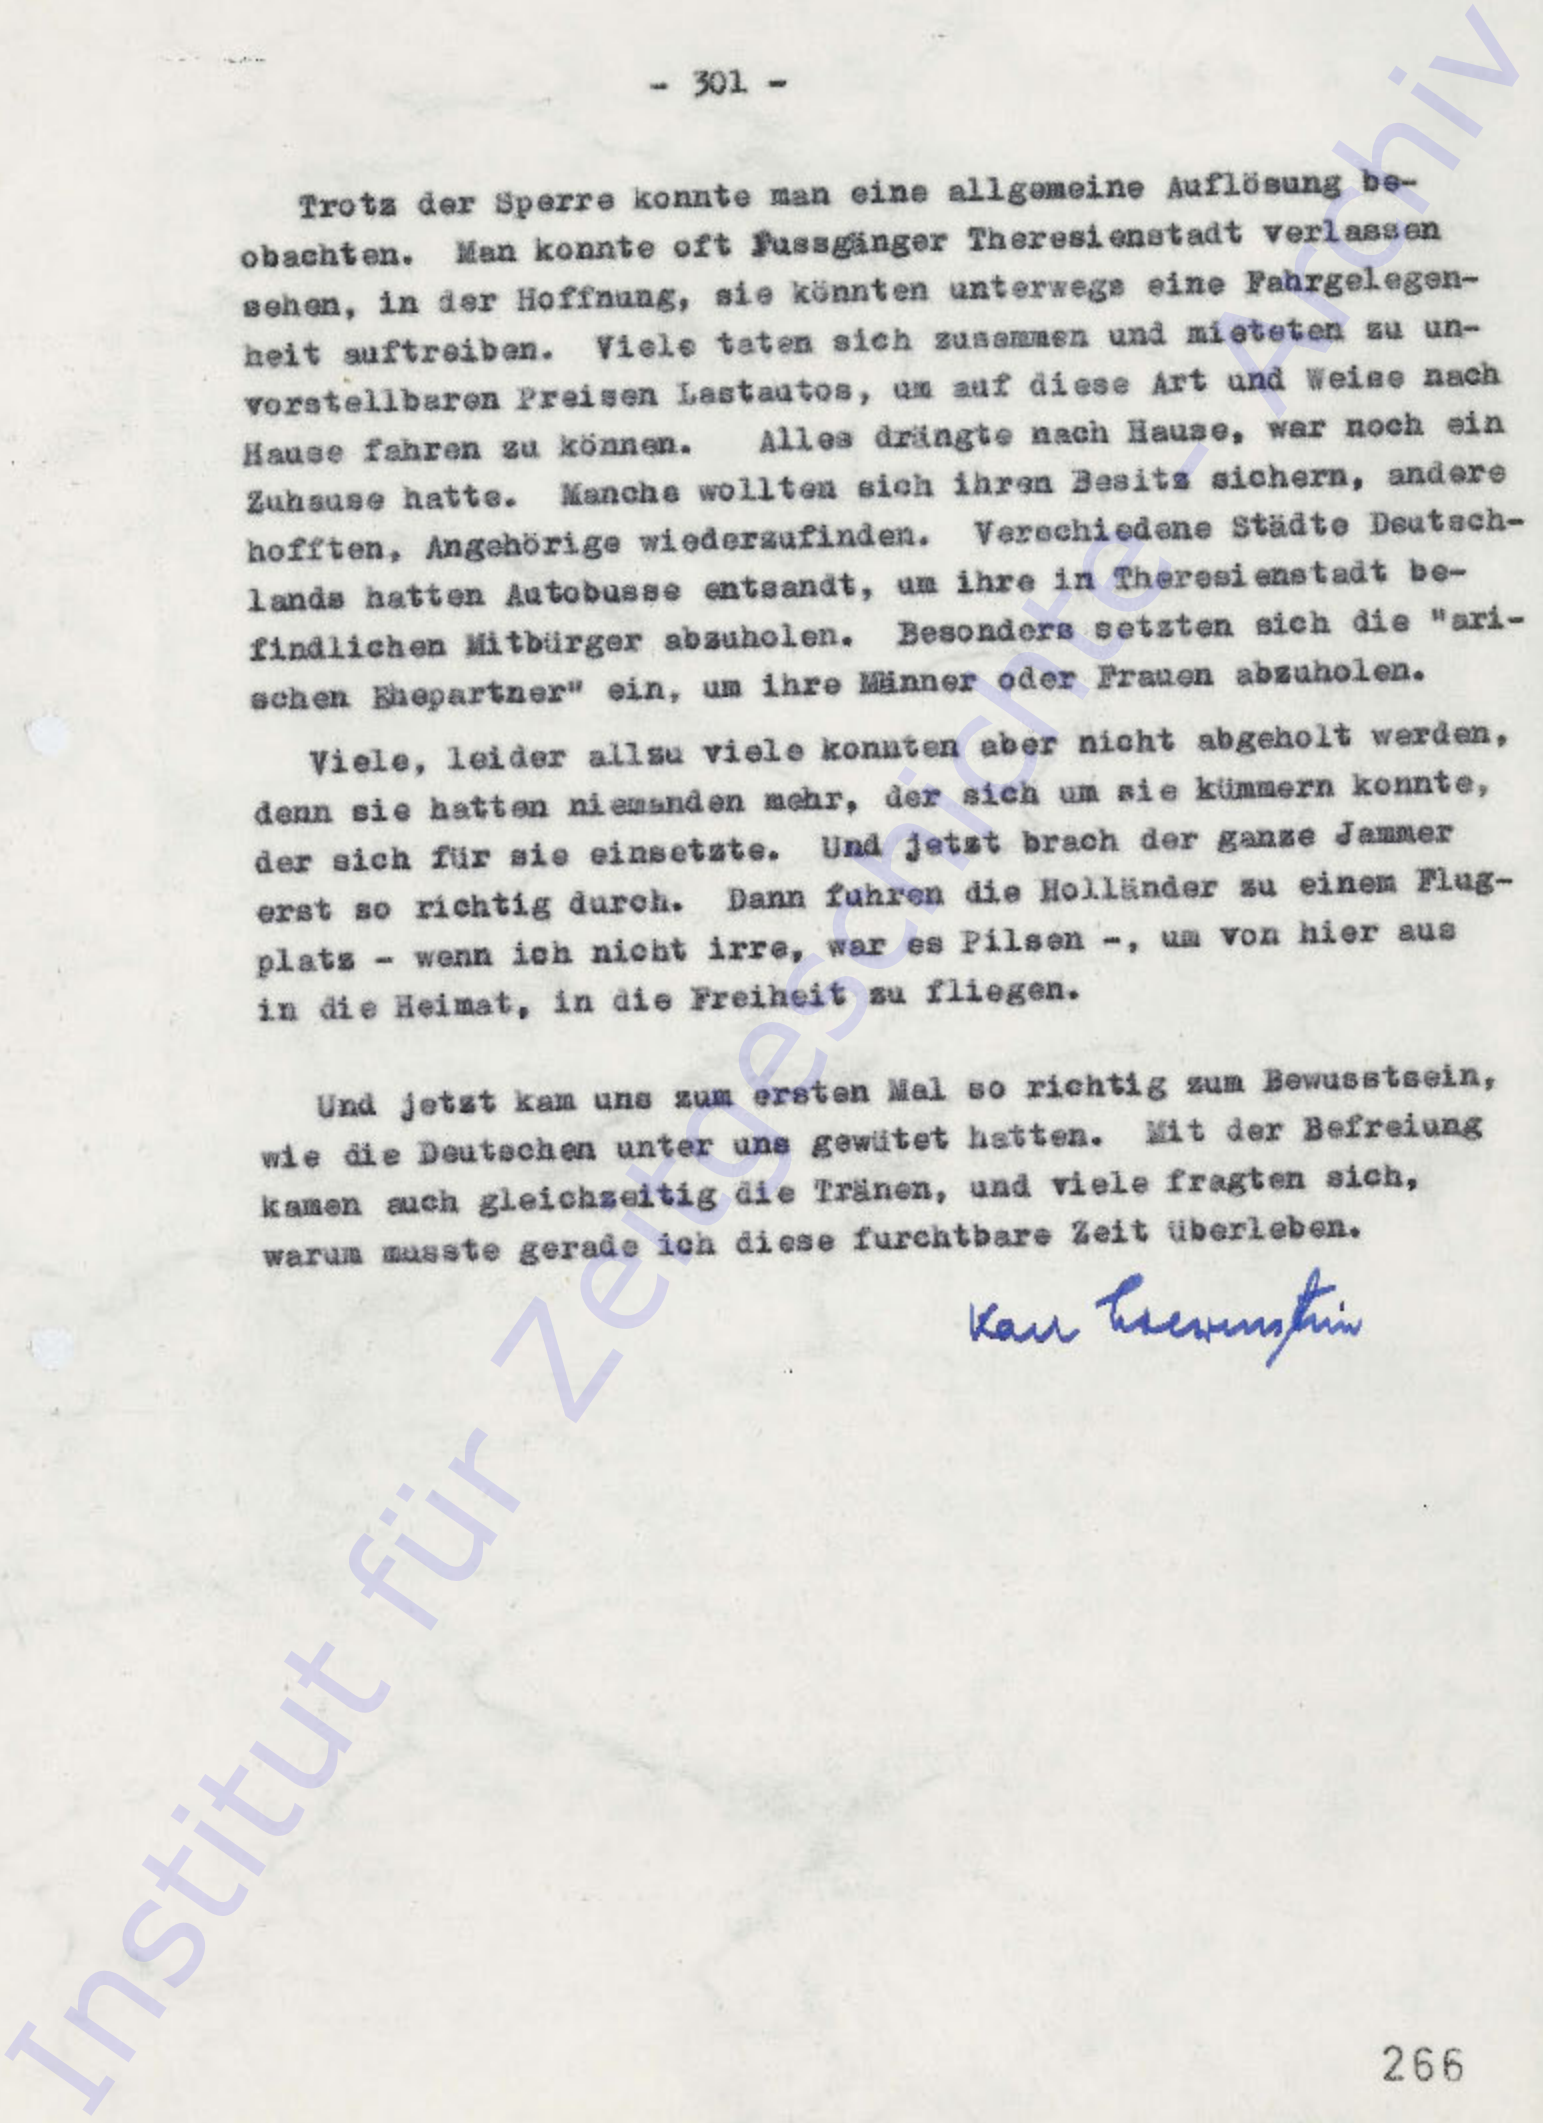 - 301 -
Trotz der Sperre konnte man eine allgemeine Auflösung be-
obachten. Man konnte oft Fussgänger Theresienstadt verlassen
sehen, in der Hoffnung, sie könnten unterwegs eine Fahrgelegen-
heit auftreiben. Viele taten sich zusammen und mieteten zu un-
vorstellbaren Preisen Lastautos, um auf diese Art und Weise nach
Hause fahren zu können. Alles drängte nach Hause, war noch ein
Zuhause hatte. Manche wollten sich ihren Besitz sichern, andere
hofften, Angehörige wiederzufinden. Verschiedene Städte Deutsch-
lands hatten Autobusse entsandt, um ihre in Theresienstadt be-
findlichen Mitbürger abzuholen. Besonders setzten sich die "ari-
schen Ehepartner" ein, um ihre Männer oder Frauen abzuholen.
Viele, leider allzu viele konnten aber nicht abgeholt werden,
denn sie hatten niemanden mehr, der sich um sie kümmern konnte,
der sich für sie einsetzte. Und jetzt brach der ganze Jammer
erst so richtig durch. Dann fuhren die Holländer zu einem Flug-
platz - wenn ich nicht irre, war es Pilsen -, um von hier aus
in die Heimat, in die Freiheit zu fliegen.
Und jetzt kam uns zum ersten Mal so richtig zum Bewusstsein,
wie die Deutschen unter uns gewütet hatten. Mit der Befreiung
kamen auch gleichzeitig die Tränen, und viele fragten sich,
warum musste gerade ich diese furchtbare Zeit überleben.
Karl Loewenstein
266
Institut für Zeitgeschichte - Archiv